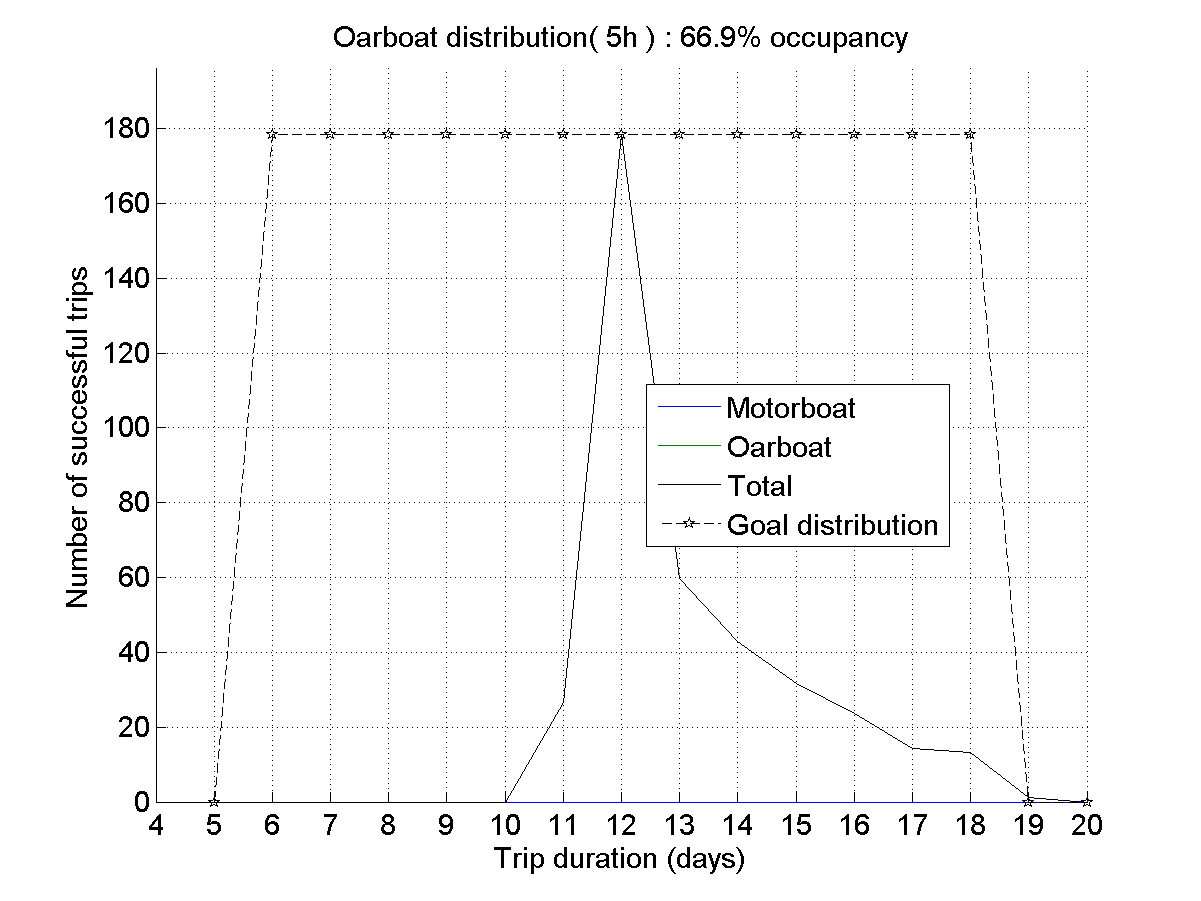 Oarboat distribution( 5h ) : 66.9% occupancy
180
160
140
120
100
80
60
40
20
0
Number of successful trips
Motorboat
Oarboat
Total
Goal distribution
4 5 6 7 8 9 10 11 12 13 14 15 16 17 18 19 20
Trip duration (days)